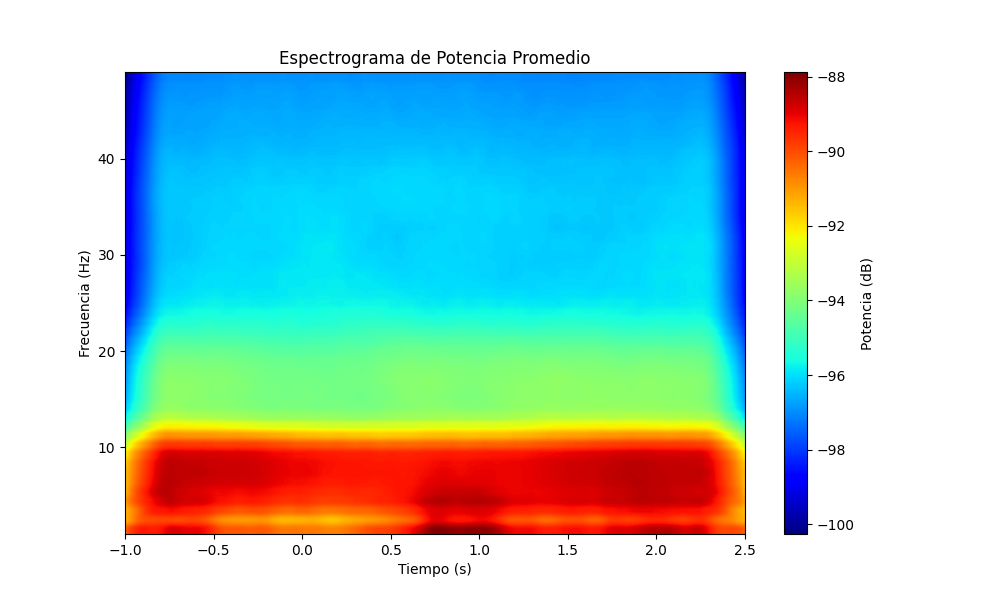 Espectrograma de Potencia Promedio
Frecuencia (Hz)
40
30
20
10
−1.0 −0.5 0.0 0.5 1.0 1.5 2.0 2.5
Tiempo (s)
−88
−90
−92
−94
−96
−98
−100
Potencia (dB)